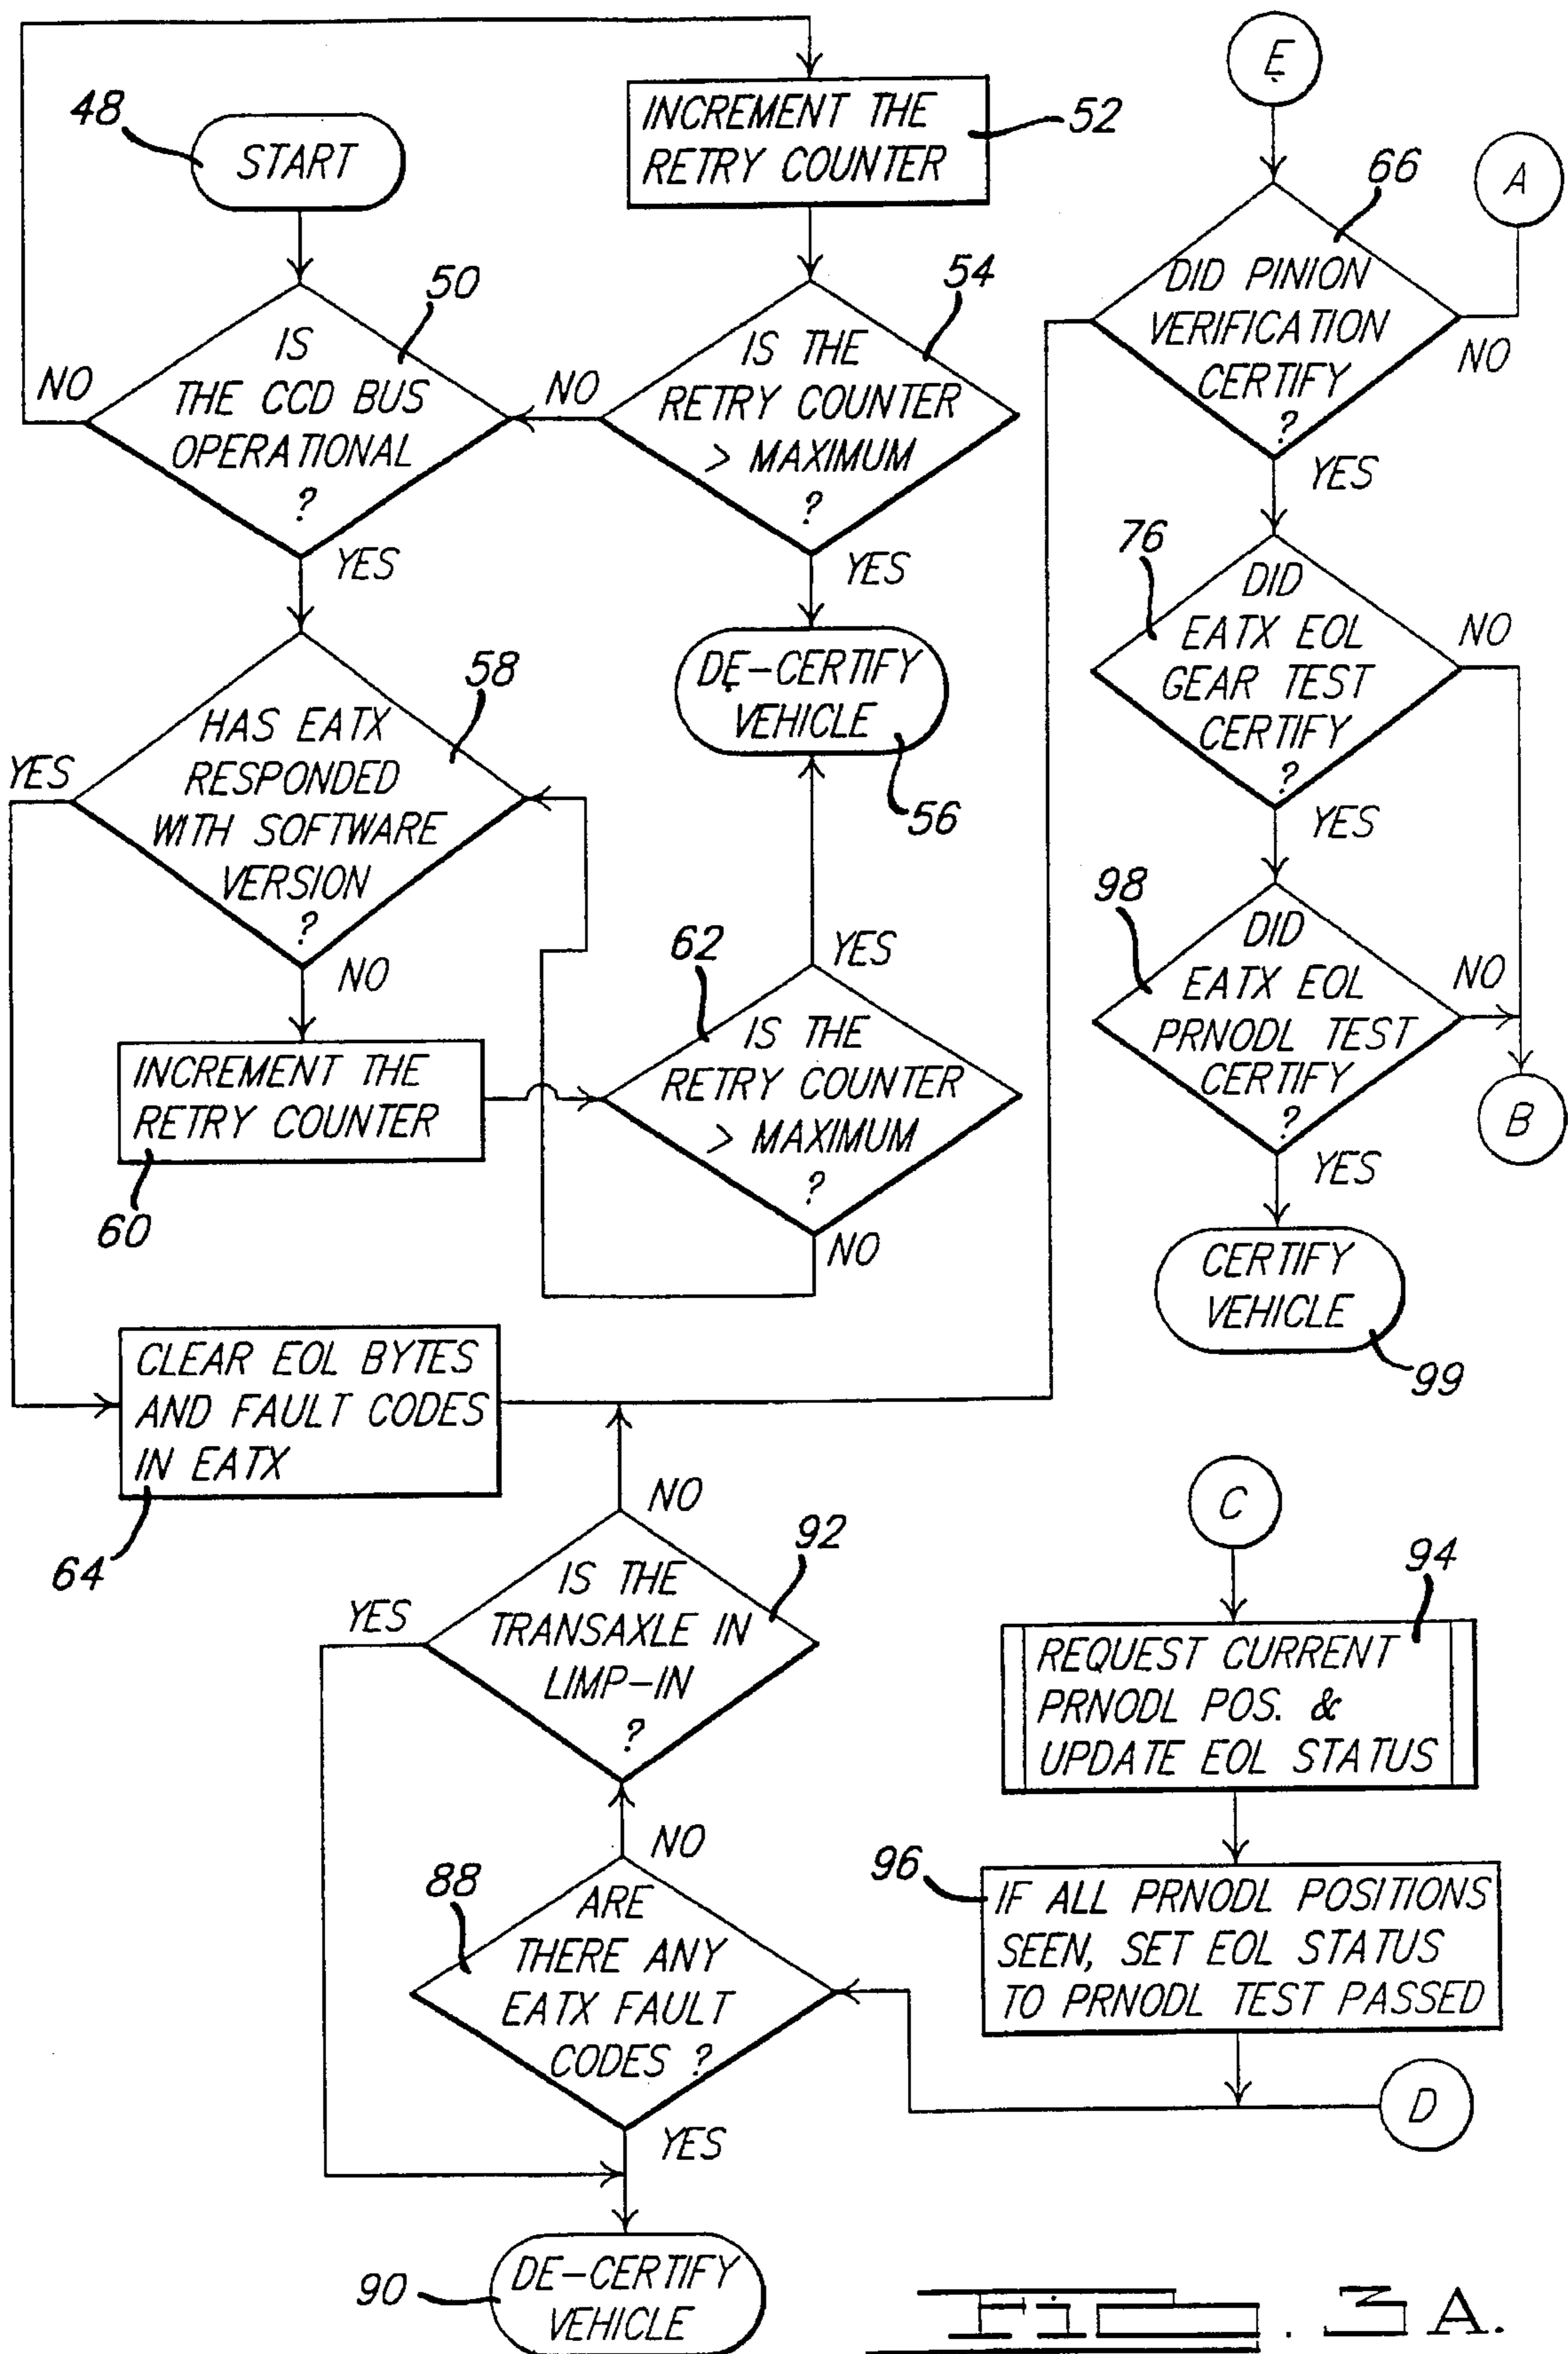 48
START
INCREMENT THE
RETRY COUNTER
52
50
IS
THE CCD BUS
OPERATIONAL
?
NO
YES
54
IS THE
RETRY COUNTER
> MAXIMUM
?
NO
YES
DE-CERTIFY
VEHICLE
56
58
HAS EATX
RESPONDED
WITH SOFTWARE
VERSION
?
YES
NO
INCREMENT THE
RETRY COUNTER
60
62
IS THE
RETRY COUNTER
> MAXIMUM
?
YES
NO
CLEAR EOL BYTES
AND FAULT CODES
IN EATX
64
NO
92
IS THE
TRANSAXLE IN
LIMP-IN
?
YES
NO
88
ARE
THERE ANY
EATX FAULT
CODES ?
YES
90
DE-CERTIFY
VEHICLE
E
66
A
DID PINION
VERIFICATION
CERTIFY
?
NO
YES
76
DID
EATX EOL
GEAR TEST
CERTIFY
?
NO
YES
98
DID
EATX EOL
PRNODL TEST
CERTIFY
?
NO
B
YES
CERTIFY
VEHICLE
99
C
94
REQUEST CURRENT
PRNODL POS. &
UPDATE EOL STATUS
96
IF ALL PRNODL POSITIONS
SEEN, SET EOL STATUS
TO PRNODL TEST PASSED
D
FIG. 3A.